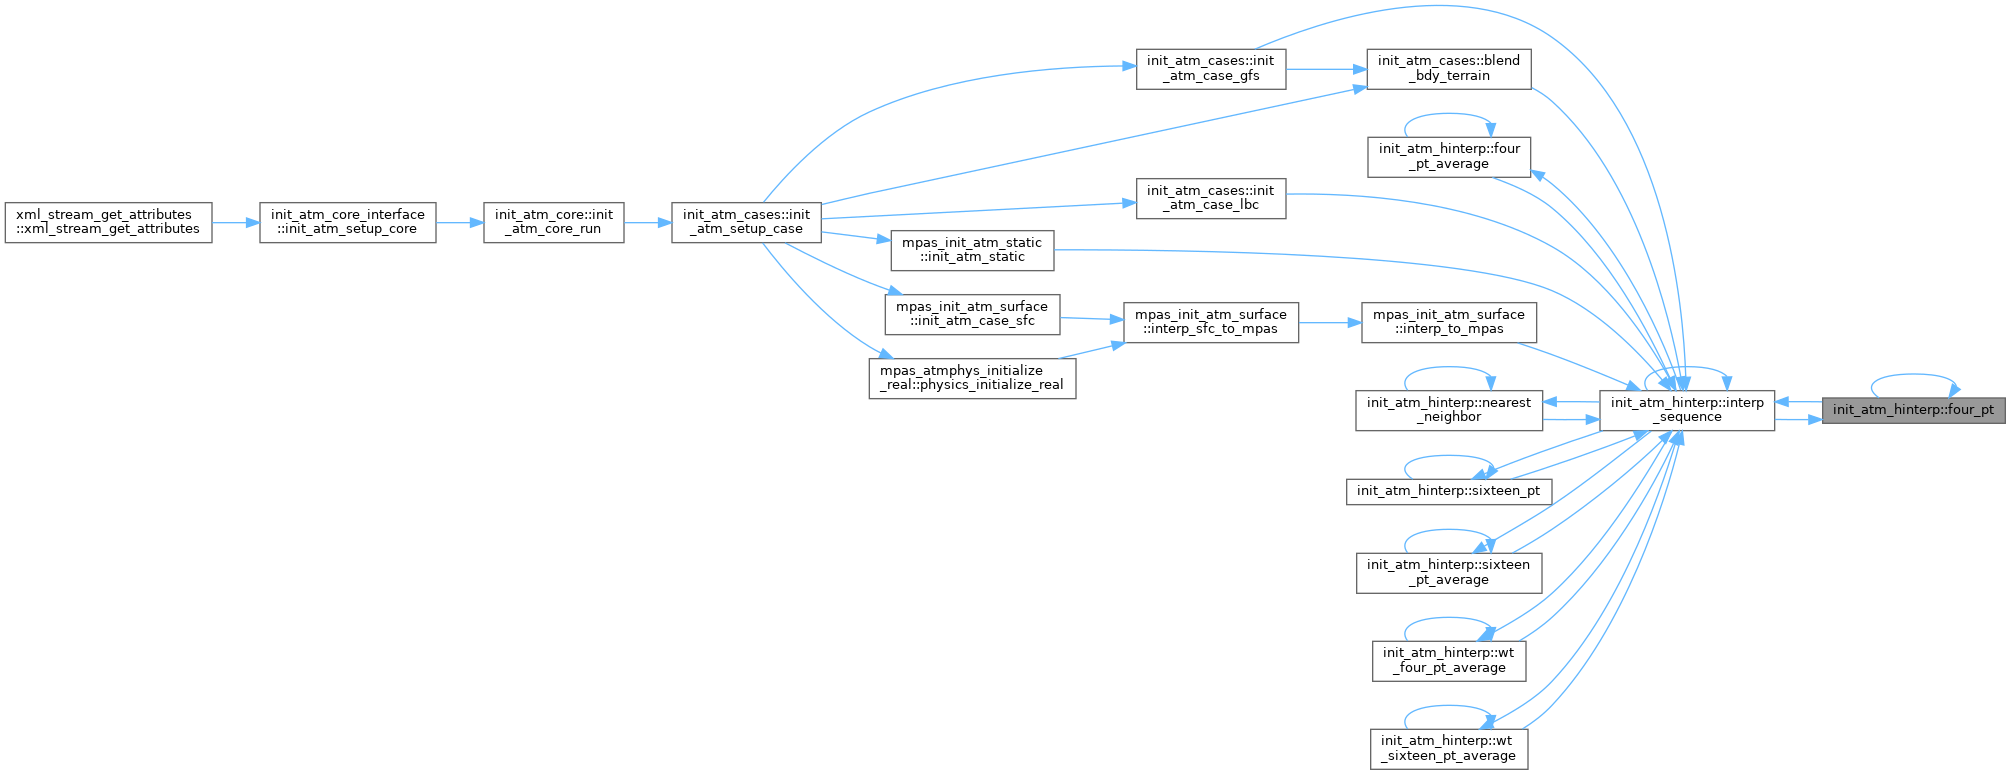 xml_stream_get_attributes
::xml_stream_get_attributes
init_atm_core_interface
::init_atm_setup_core
init_atm_core::init
_atm_core_run
init_atm_cases::init
_atm_setup_case
init_atm_cases::init
_atm_case_gfs
init_atm_cases::blend
_bdy_terrain
init_atm_hinterp::four
_pt_average
init_atm_cases::init
_atm_case_lbc
mpas_init_atm_static
::init_atm_static
mpas_init_atm_surface
::init_atm_case_sfc
mpas_init_atm_surface
::interp_sfc_to_mpas
mpas_init_atm_surface
::interp_to_mpas
mpas_atmphys_initialize
_real::physics_initialize_real
init_atm_hinterp::nearest
_neighbor
init_atm_hinterp::interp
_sequence
init_atm_hinterp::four_pt
init_atm_hinterp::sixteen_pt
init_atm_hinterp::sixteen
_pt_average
init_atm_hinterp::wt
_four_pt_average
init_atm_hinterp::wt
_sixteen_pt_average